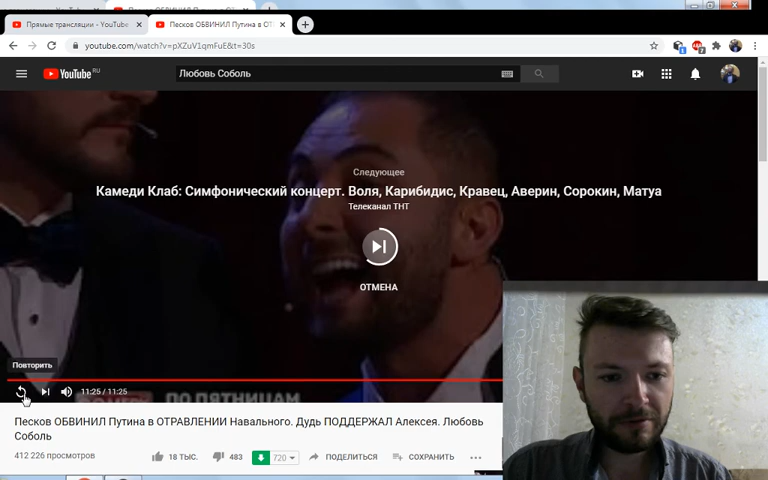 Прямые трансляции - YouTube
Песков ОБВИНИЛ Путина в ОТ
youtube.com/watch?v=pXZuV1qmFuE&t=30s
YouTube RU
Любовь Соболь
Следующее
Камеди Клаб: Симфонический концерт. Воля, Карибидис, Кравец, Аверин, Сорокин, Матуа
Телеканал ТНТ
ОТМЕНА
Повторить
11:25 / 11:25
ПО ПЯТНИЦАМ
Песков ОБВИНИЛ Путина в ОТРАВЛЕНИИ Навального. Дудь ПОДДЕРЖАЛ Алексея. Любовь
Соболь
412 226 просмотров
18 ТЫС.
483
720
ПОДЕЛИТЬСЯ
СОХРАНИТЬ